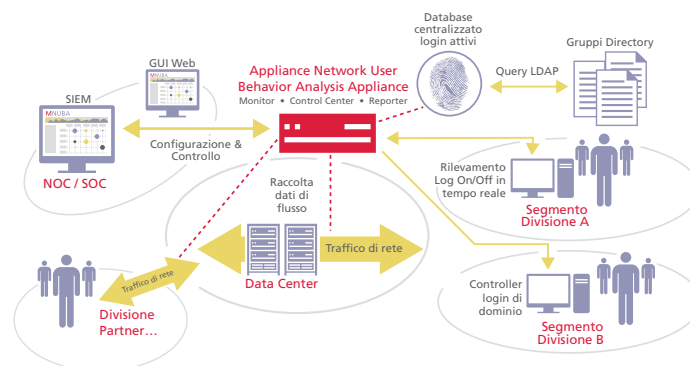 Database
centralizzato
login attivi
Gruppi Directory
Query LDAP
GUI Web
MNUBA
SIEM
MNUBA
NOC / SOC
Configurazione &
Controllo
Appliance Network User
Behavior Analysis Appliance
Monitor • Control Center • Reporter
Raccolta
dati di
flusso
Rilevamento
Log On/Off in
tempo reale
Segmento
Divisione A
Traffico di rete
Data Center
Traffico di rete
Divisione
Partner...
Controller
login di
dominio
Segmento
Divisione B